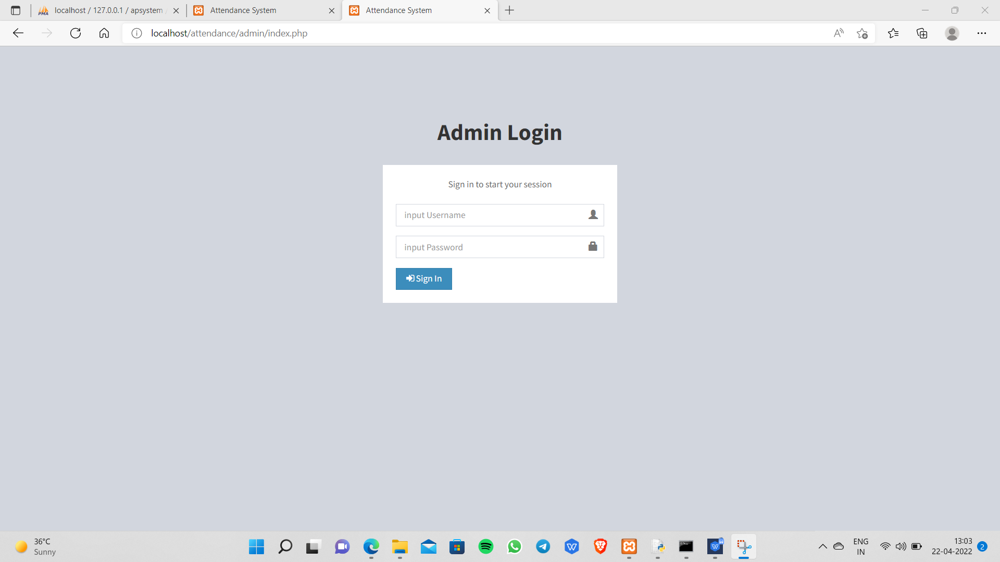 localhost / 127.0.0.1 / apsystem
Attendance System
Attendance System
localhost/attendance/admin/index.php
Admin Login
Sign in to start your session
input Username
input Password
Sign In
36°C
Sunny
ENG
IN
13:03
22-04-2022
2